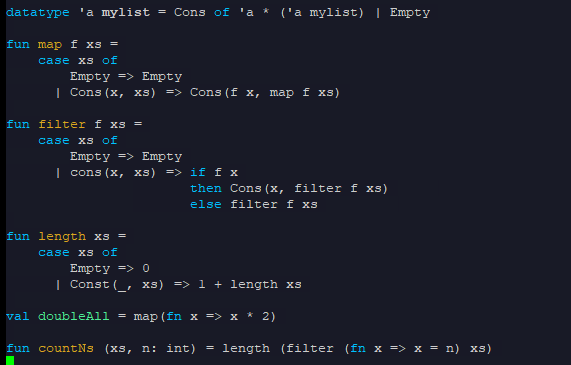 datatype 'a mylist = Cons of 'a * ('a mylist) | Empty
fun map f xs =
case xs of
Empty => Empty
| Cons(x, xs) => Cons(f x, map f xs)
fun filter f xs =
case xs of
Empty => Empty
| cons(x, xs) => if f x
then Cons(x, filter f xs)
else filter f xs
fun length xs =
case xs of
Empty => 0
| Const(_, xs) => 1 + length xs
val doubleAll = map(fn x => x * 2)
fun countNs (xs, n: int) = length (filter (fn x => x = n) xs)